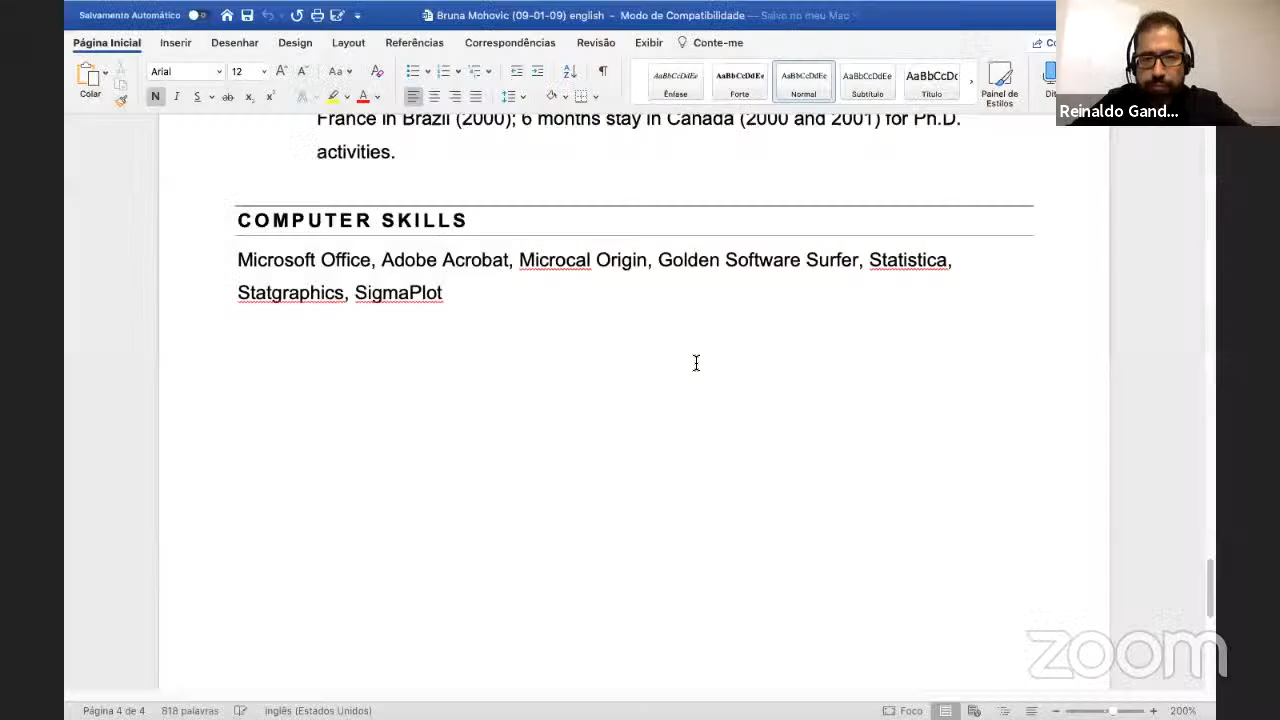 Salvamento Automático
Bruna Mohovic (09-01-09) english - Modo de Compatibilidade — Salvo no meu Mac
Página Inicial Inserir Desenhar Design Layout Referências Correspondências Revisão Exibir Conte-me Co
Colar
Arial 12
N I S ab x x
Aa
A A
AaBbCcDdEe AaBbCcDdEe AaBbCcDdEe AaBbCcDdEe AaBbCcDc
Ênfase Forte Normal Subtítulo Título
Painel de
Estilos
Dit
Reinaldo Gand...
France in Brazil (2000); 6 months stay in Canada (2000 and 2001) for Ph.D.
activities.
COMPUTER SKILLS
Microsoft Office, Adobe Acrobat, Microcal Origin, Golden Software Surfer, Statistica,
Statgraphics, SigmaPlot
zoom
Página 4 de 4 818 palavras Inglês (Estados Unidos) Foco 200%